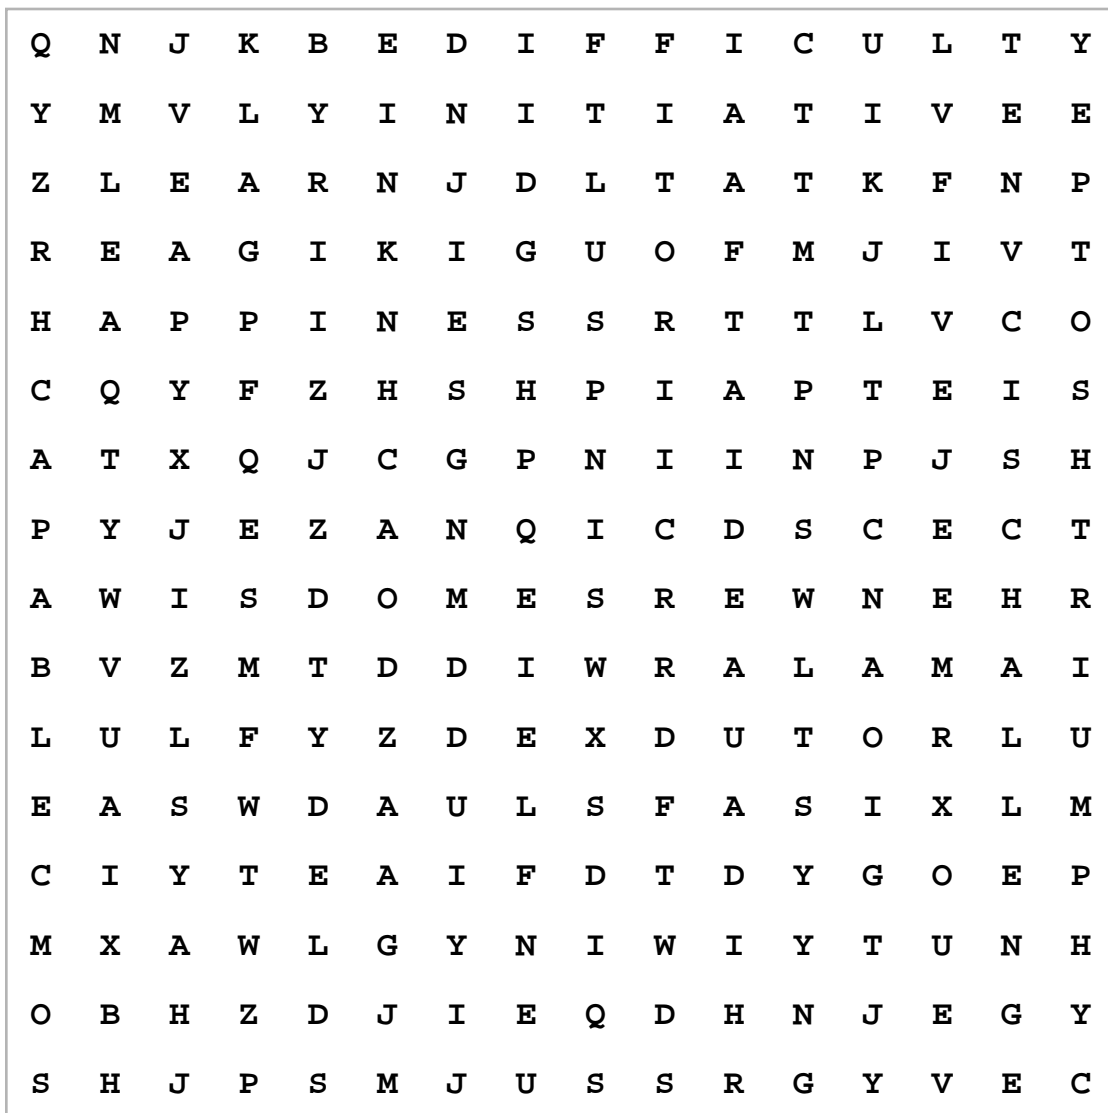 Q N J K B E D I F F I C U L T Y
Y M V L Y I N I T I A T I V E E
Z L E A R N J D L T A T K F N P
R E A G I K I G U O F M J I V T
H A P P I N E S S R T T L V C O
C Q Y F Z H S H P I A P T E I S
A T X Q J C G P N I I N P J S H
P Y J E Z A N Q I C D S C E C T
A W I S D O M E S R E W N E H R
B V Z M T D D I W R A L A M A I
L U L F Y Z D E X D U T O R L U
E A S W D A U L S F A S I X L M
C I Y T E A I F D T D Y G O E P
M X A W L G Y N I W I Y T U N H
O B H Z D J I E Q D H N J E G Y
S H J P S M J U S S R G Y V E C